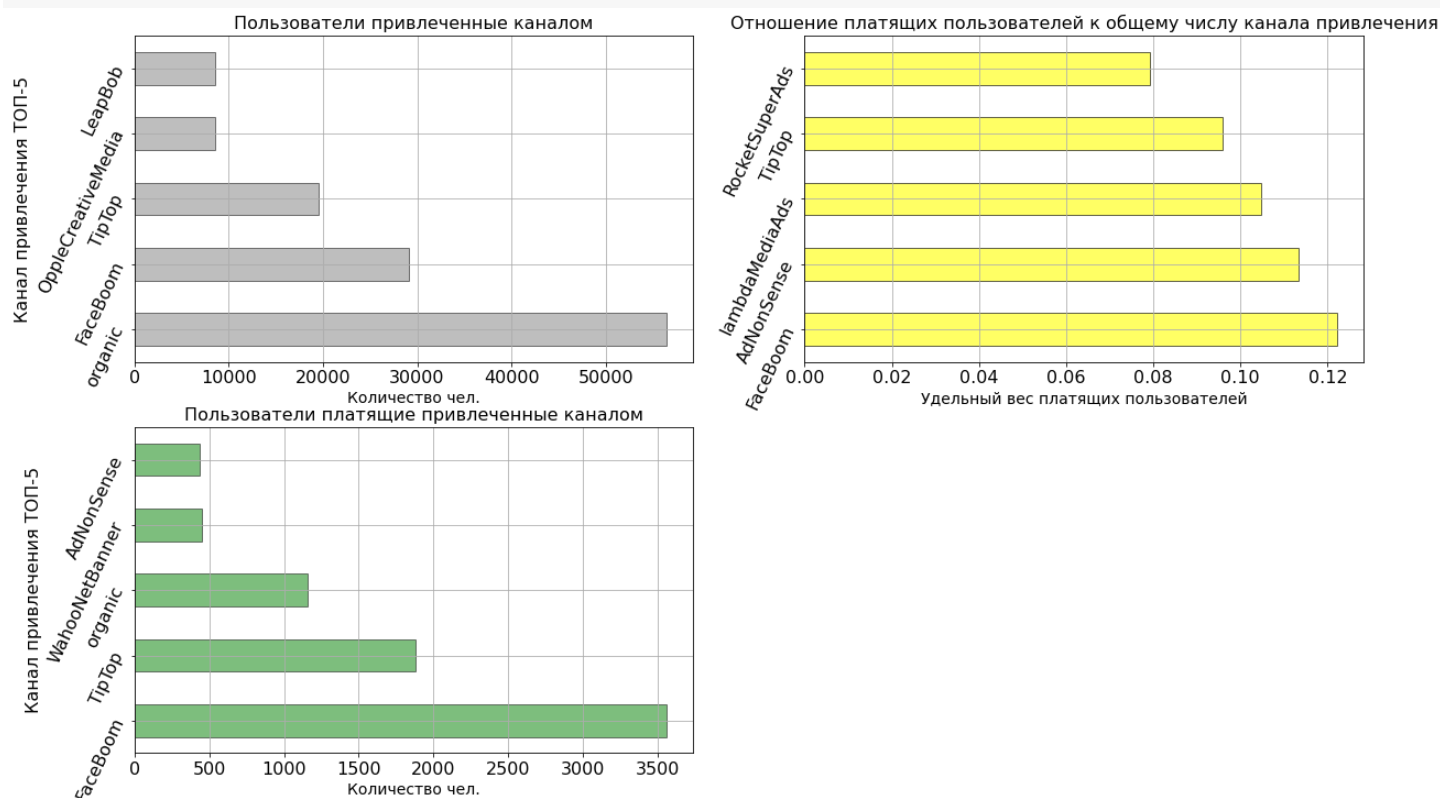 Пользователи привлеченные каналом
Канал привлечения ТОП-5
LeapBob
OppleCreativeMedia
TipTop
FaceBoom
organic
0 10000 20000 30000 40000 50000
Количество чел.
Отношение платящих пользователей к общему числу канала привлечения
RocketSuperAds
TipTop
lambdaMediaAds
AdNonSense
FaceBoom
0.00 0.02 0.04 0.06 0.08 0.10 0.12
Удельный вес платящих пользователей
Пользователи платящие привлеченные каналом
Канал привлечения ТОП-5
AdNonSense
WahooNetBanner
organic
TipTop
FaceBoom
0 500 1000 1500 2000 2500 3000 3500
Количество чел.